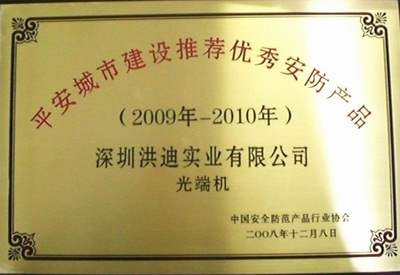 平安城市建设推荐优秀安防产品
（2009年-2010年）
深圳洪迪实业有限公司
光端机
中国安全防范产品行业协会
二〇〇八年十二月八日